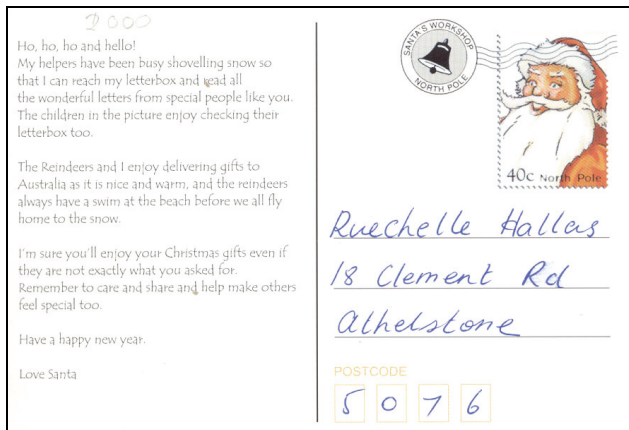 2000
Ho, ho, ho and hello!
My helpers have been busy shovelling snow so
that I can reach my letterbox and read all
the wonderful letters from special people like you.
The children in the picture enjoy checking their
letterbox too.
The Reindeers and I enjoy delivering gifts to
Australia as it is nice and warm, and the reindeers
always have a swim at the beach before we all fly
home to the snow.
I'm sure you'll enjoy your Christmas gifts even if
they are not exactly what you asked for.
Remember to care and share and help make others
feel special too.
Have a happy new year.
Love Santa
SANTA'S WORKSHOP
NORTH POLE
40c North Pole
Ruechelle Hallas
18 Clement Rd
Athelstone
POSTCODE
5076